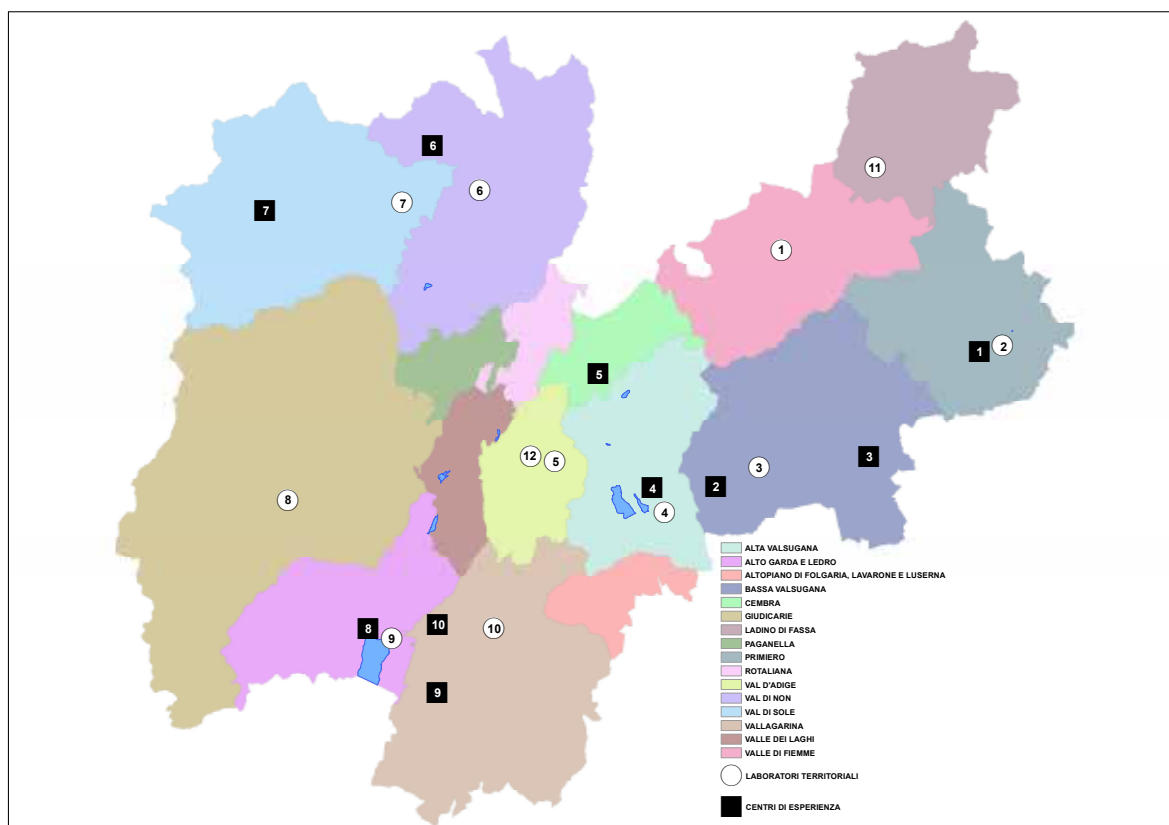 6
11
6
7
7
1
1
2
5
12
5
3
3
2
4
8
4
8
9
10
10
9
ALTA VALSUGANA
ALTO GARDA E LEDRO
ALTOPIANO DI FOLGARIA, LAVARONE E LUSERNA
BASSA VALSUGANA
CEMBRA
GIUDICARIE
LADINO DI FASSA
PAGANELLA
PRIMIERO
ROTALIANA
VAL D'ADIGE
VAL DI NON
VAL DI SOLE
VALLAGARINA
VALLE DEI LAGHI
VALLE DI FIEMME
LABORATORI TERRITORIALI
CENTRI DI ESPERIENZA